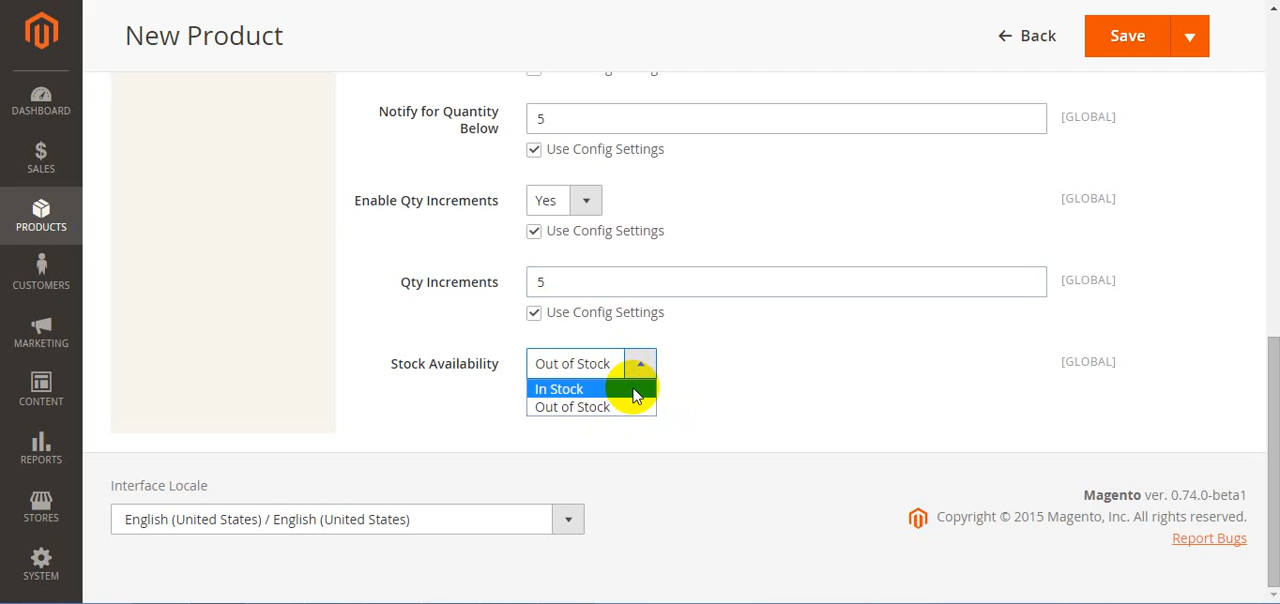 New Product
Back
Save
DASHBOARD
SALES
PRODUCTS
CUSTOMERS
MARKETING
CONTENT
REPORTS
STORES
SYSTEM
Notify for Quantity
Below
5
[GLOBAL]
Use Config Settings
Enable Qty Increments
Yes
[GLOBAL]
Use Config Settings
Qty Increments
5
[GLOBAL]
Use Config Settings
Stock Availability
Out of Stock
[GLOBAL]
In Stock
Out of Stock
Interface Locale
English (United States) / English (United States)
Magento ver. 0.74.0-beta1
Copyright © 2015 Magento, Inc. All rights reserved.
Report Bugs